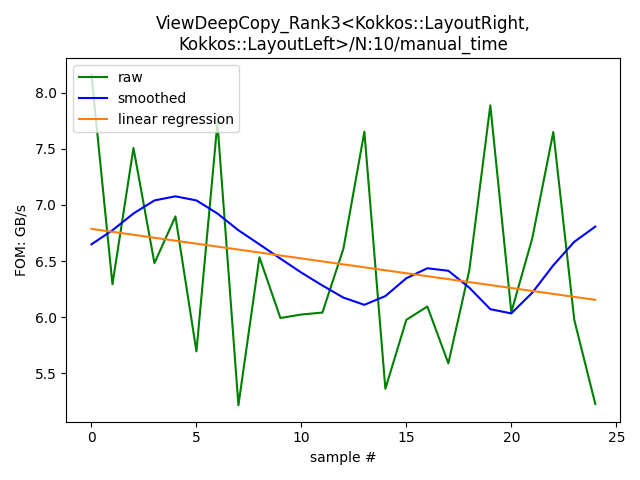 ViewDeepCopy_Rank3<Kokkos::LayoutRight,
Kokkos::LayoutLeft>/N:10/manual_time
raw
smoothed
linear regression
FOM: GB/s
8.0
7.5
7.0
6.5
6.0
5.5
0 5 10 15 20 25
sample #